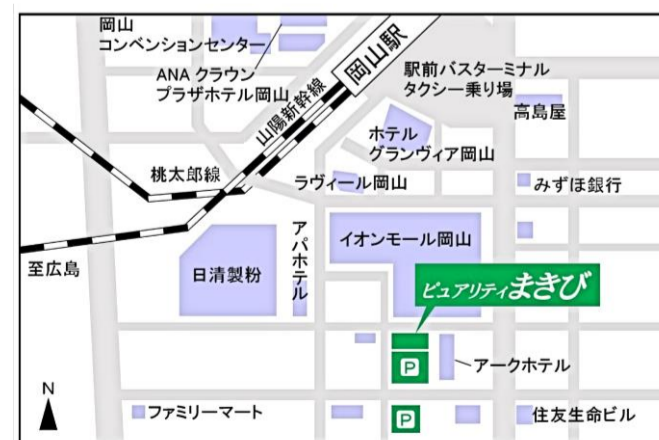 岡山
コンベンションセンター
ANA クラウン
プラザホテル岡山
岡山駅
山陽新幹線
駅前バスターミナル
タクシー乗り場
高島屋
ホテル
グランヴィア岡山
桃太郎線
ラヴィール岡山
みずほ銀行
至広島
日清製粉
アパホテル
イオンモール岡山
ピュアリティまきび
P
アークホテル
N
ファミリーマート
P
住友生命ビル